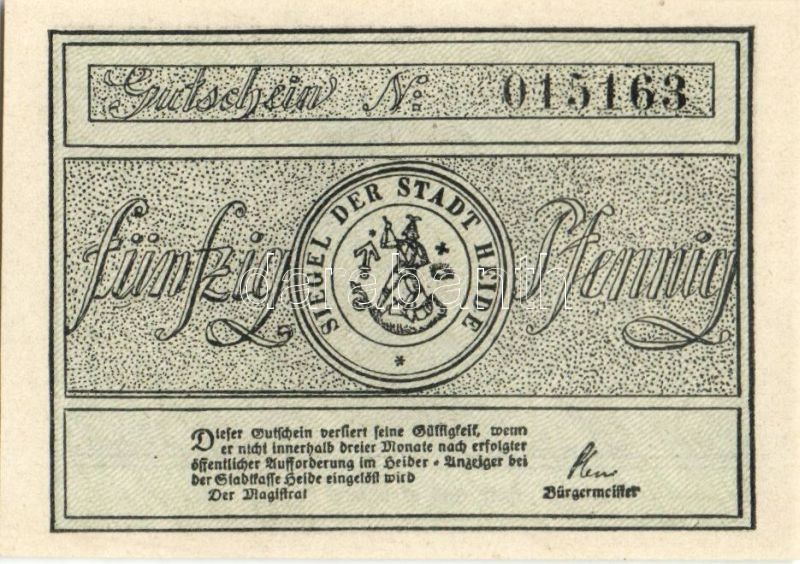 Gutschein No: 015163
SIEGEL DER STADT HEIDE *
fünfzig Pfennig
darabanth
Dieser Gutschein verliert seine Gültigkeit, wenn
er nicht innerhalb dreier Monate nach erfolgter
öffentlicher Aufforderung im Heider-Anzeiger bei
der Stadtkasse Heide eingelöst wird
Der Magistrat
Bürgermeister